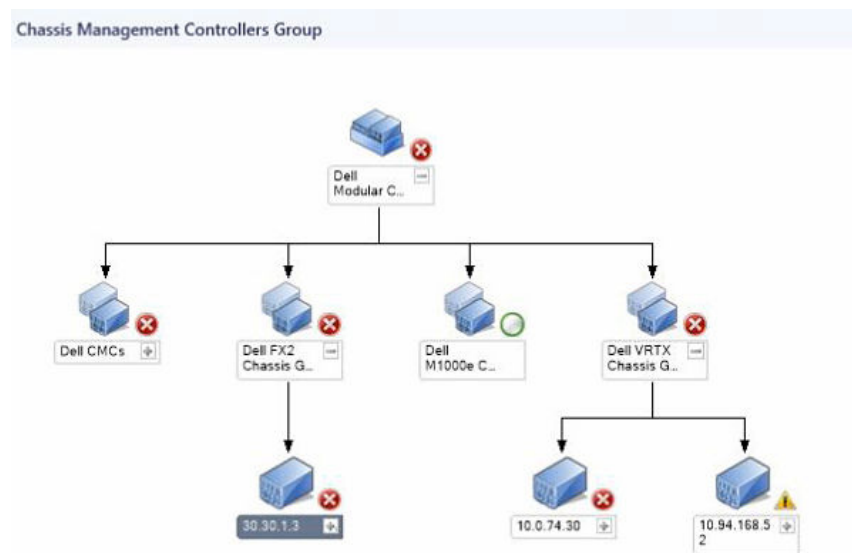 Chassis Management Controllers Group
Dell
Modular C...
Dell CMCs
Dell FX2
Chassis G...
Dell
M1000e C...
Dell VRTX
Chassis G...
30.30.1.3
10.0.74.30
10.94.168.5
2